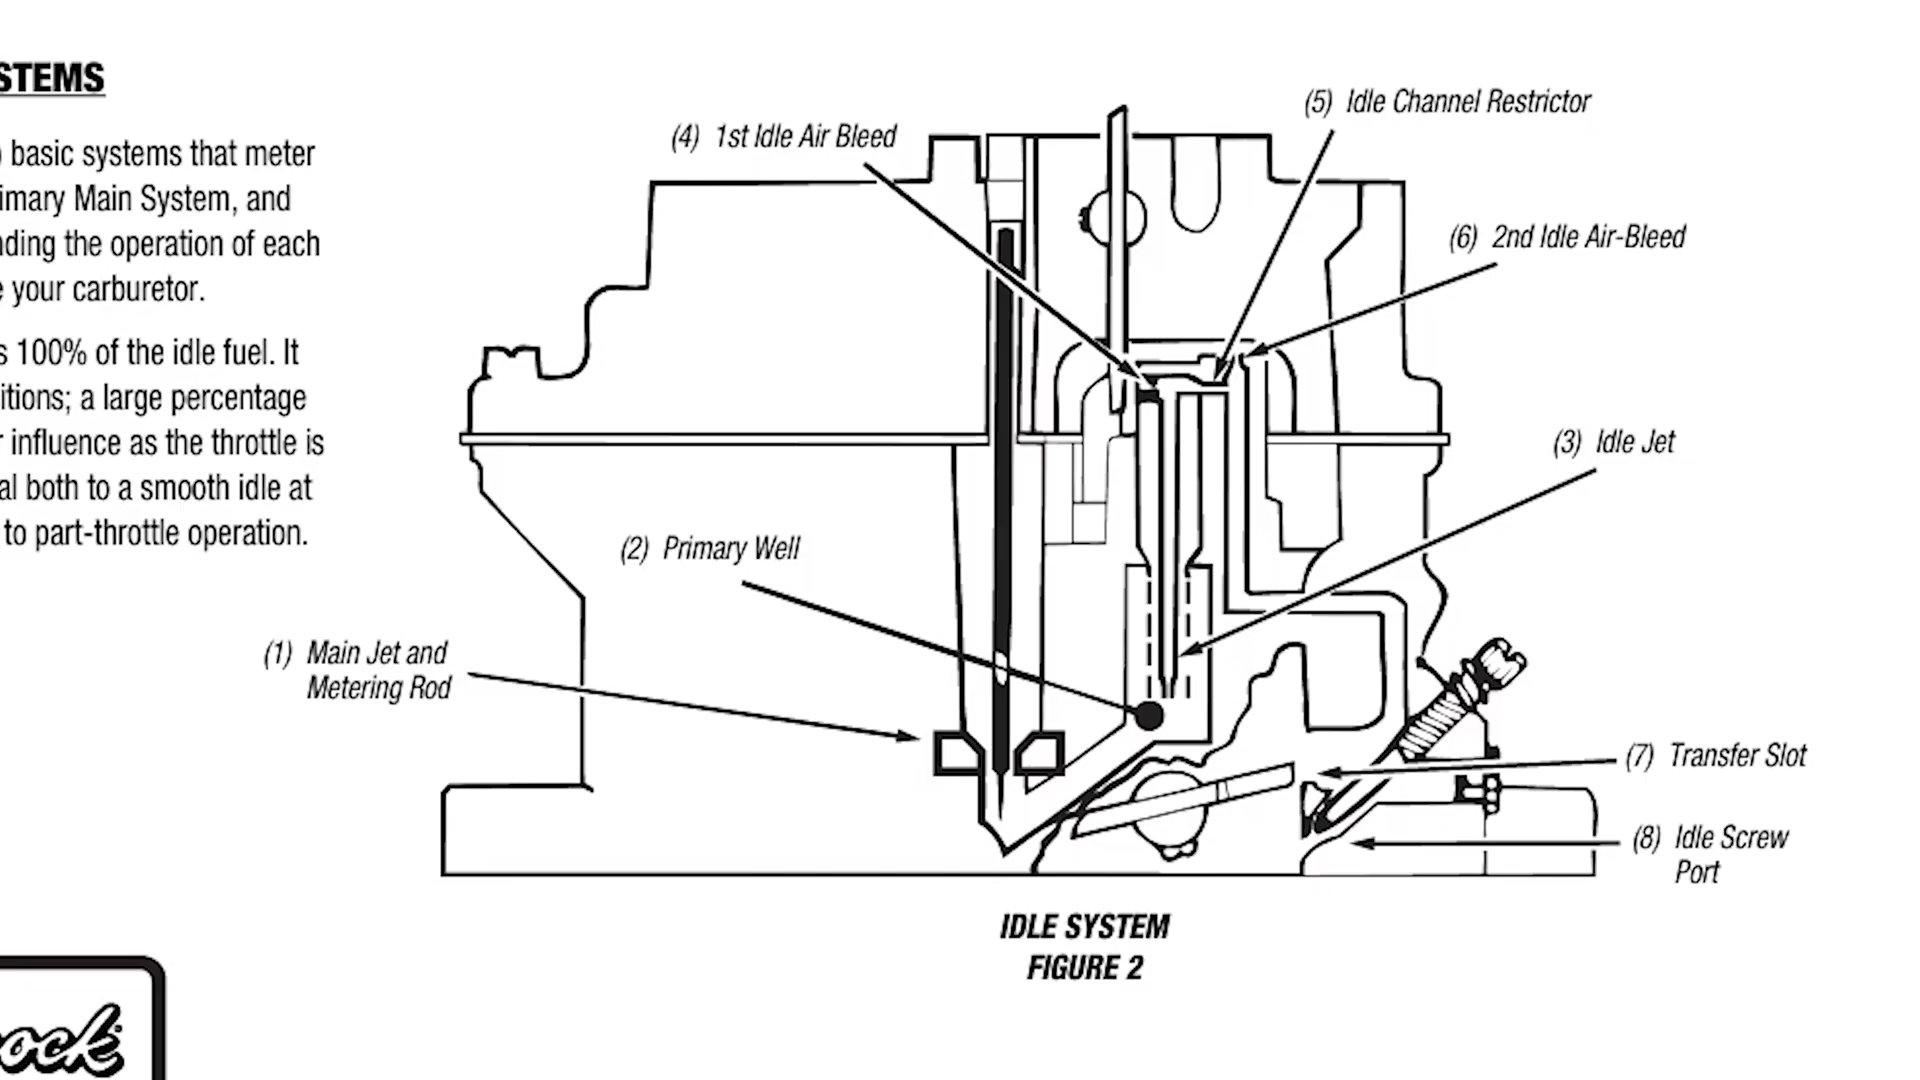 STEMS
basic systems that meter
imary Main System, and
nding the operation of each
e your carburetor.
s 100% of the idle fuel. It
itions; a large percentage
r influence as the throttle is
al both to a smooth idle at
to part-throttle operation.
(5) Idle Channel Restrictor
(4) 1st Idle Air Bleed
(6) 2nd Idle Air-Bleed
(3) Idle Jet
(2) Primary Well
(1) Main Jet and
Metering Rod
(7) Transfer Slot
(8) Idle Screw
Port
IDLE SYSTEM
FIGURE 2
ock